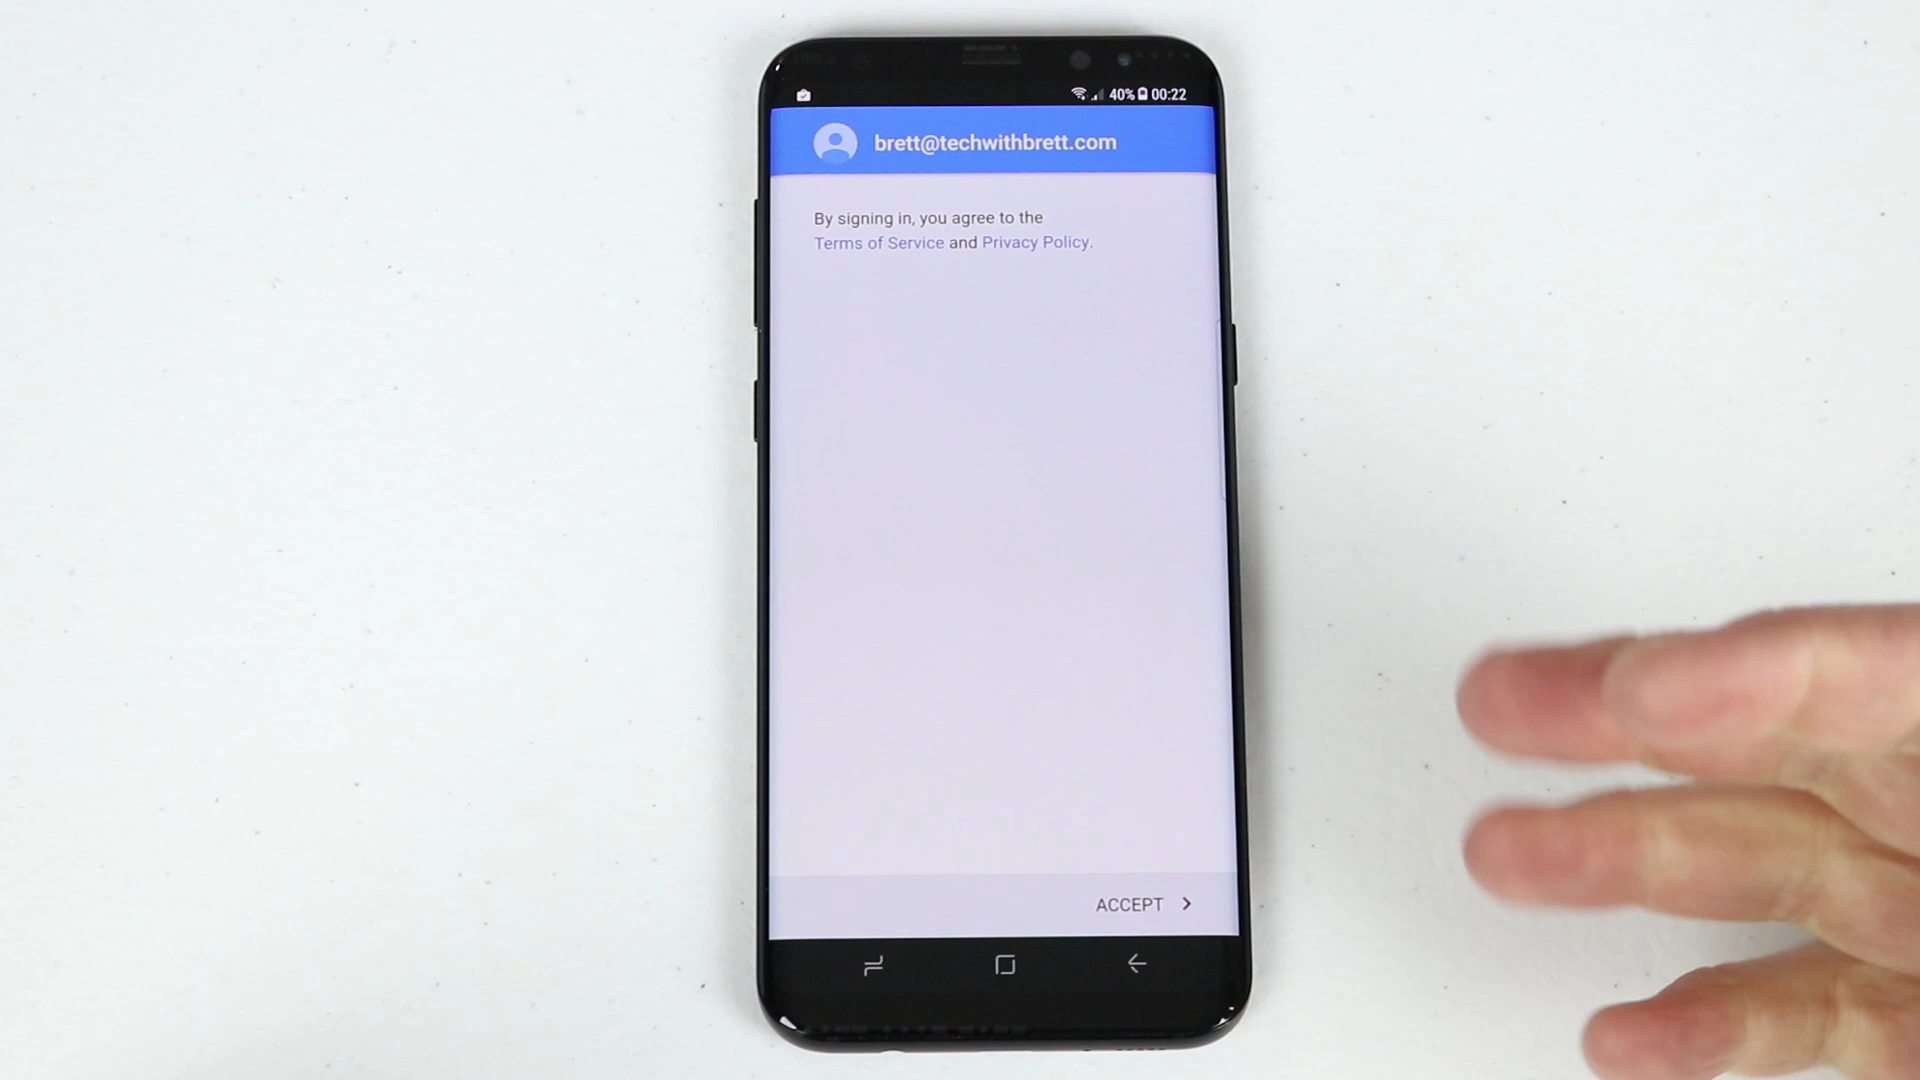 40% 00:22
brett@techwithbrett.com
By signing in, you agree to the
Terms of Service and Privacy Policy.
ACCEPT